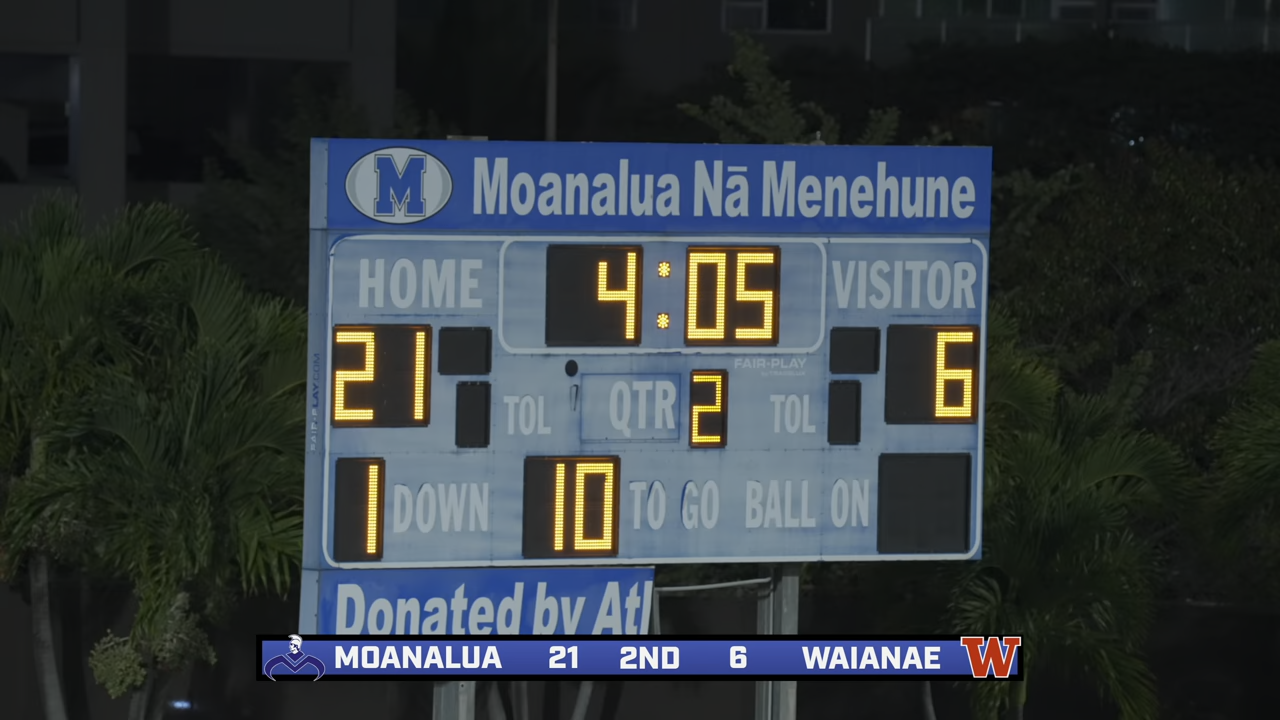 M Moanalua Nā Menehune
HOME 4:05 VISITOR
21 6
FAIR-PLAY
TOL QTR 2 TOL
1 DOWN 10 TO GO BALL ON
Donated by Atl
MOANALUA 21 2ND 6 WAIANAE W